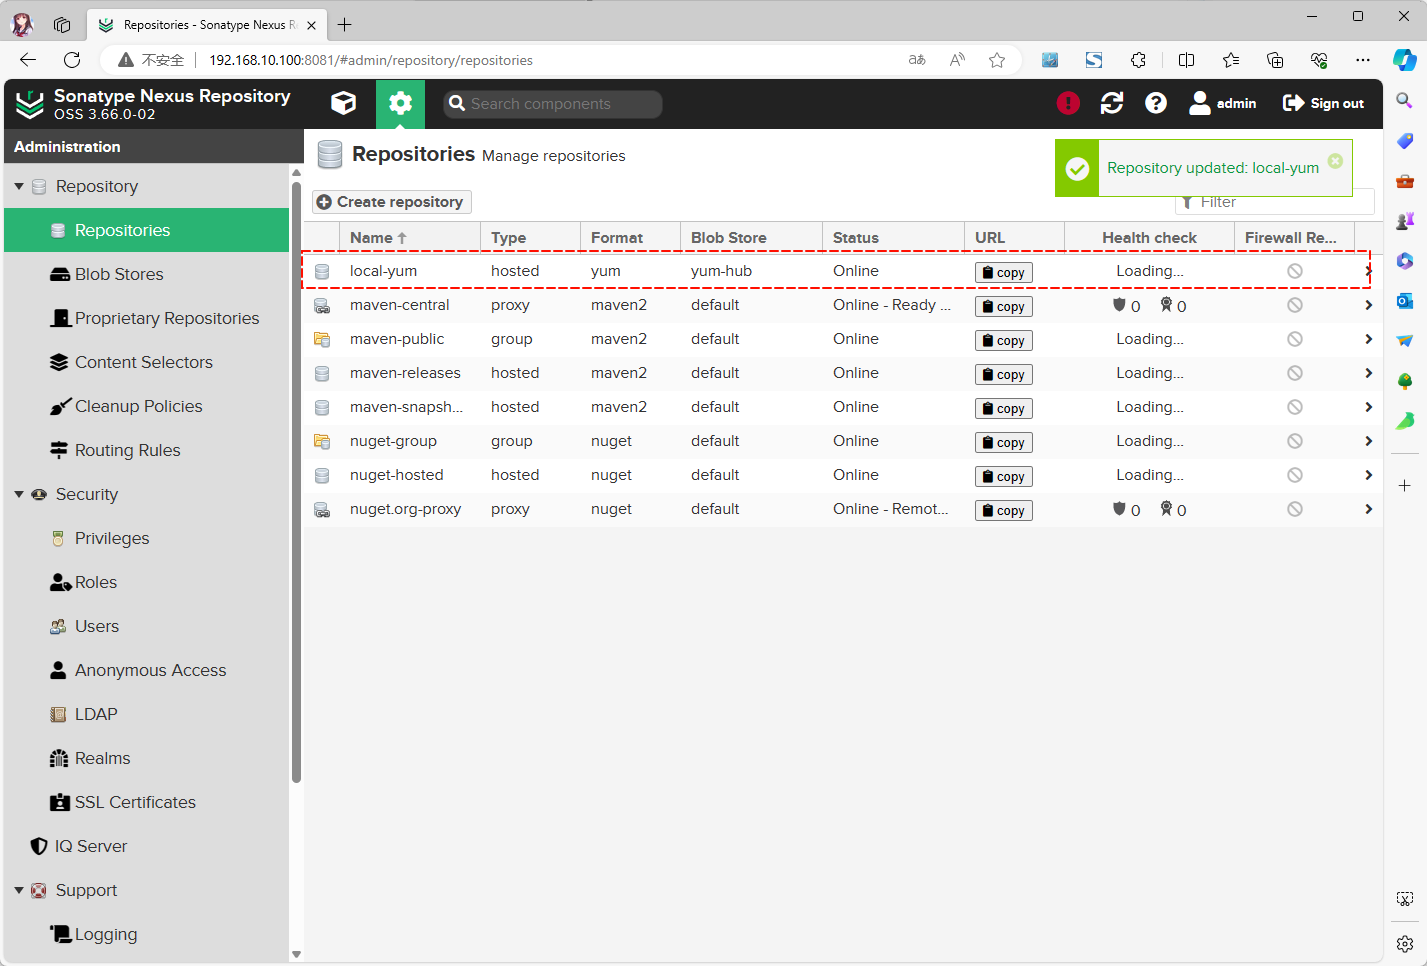 Repositories - Sonatype Nexus R
不安全
192.168.10.100:8081/#admin/repository/repositories
Sonatype Nexus Repository
OSS 3.66.0-02
Search components
admin
Sign out
Administration
Repository
Repositories
Blob Stores
Proprietary Repositories
Content Selectors
Cleanup Policies
Routing Rules
Security
Privileges
Roles
Users
Anonymous Access
LDAP
Realms
SSL Certificates
IQ Server
Support
Logging
Repositories Manage repositories
Repository updated: local-yum
Create repository
Filter
Name Type Format Blob Store Status URL Health check Firewall Re...
local-yum hosted yum yum-hub Online copy Loading...
maven-central proxy maven2 default Online - Ready ... copy 0 0
maven-public group maven2 default Online copy Loading...
maven-releases hosted maven2 default Online copy Loading...
maven-snapsh... hosted maven2 default Online copy Loading...
nuget-group group nuget default Online copy Loading...
nuget-hosted hosted nuget default Online copy Loading...
nuget.org-proxy proxy nuget default Online - Remot... copy 0 0